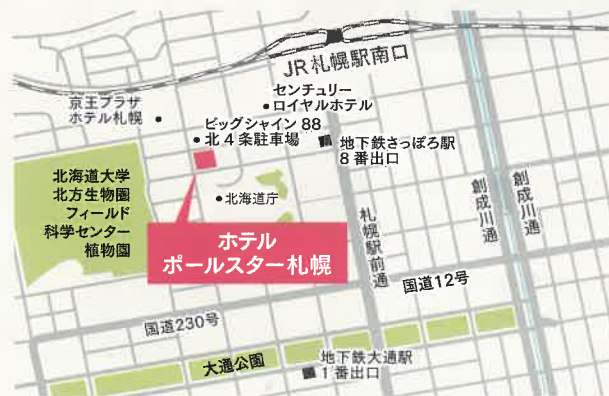 JR札幌駅南口
センチュリー
ロイヤルホテル
京王プラザ
ホテル札幌
ビッグシャイン 88
北4条駐車場
地下鉄さっぽろ駅
8番出口
北海道大学
北方生物園
フィールド
科学センター
植物園
北海道庁
ホテル
ポールスター札幌
札幌駅前通
創成川通
創成川通
国道12号
国道230号
大通公園
地下鉄大通駅
1番出口